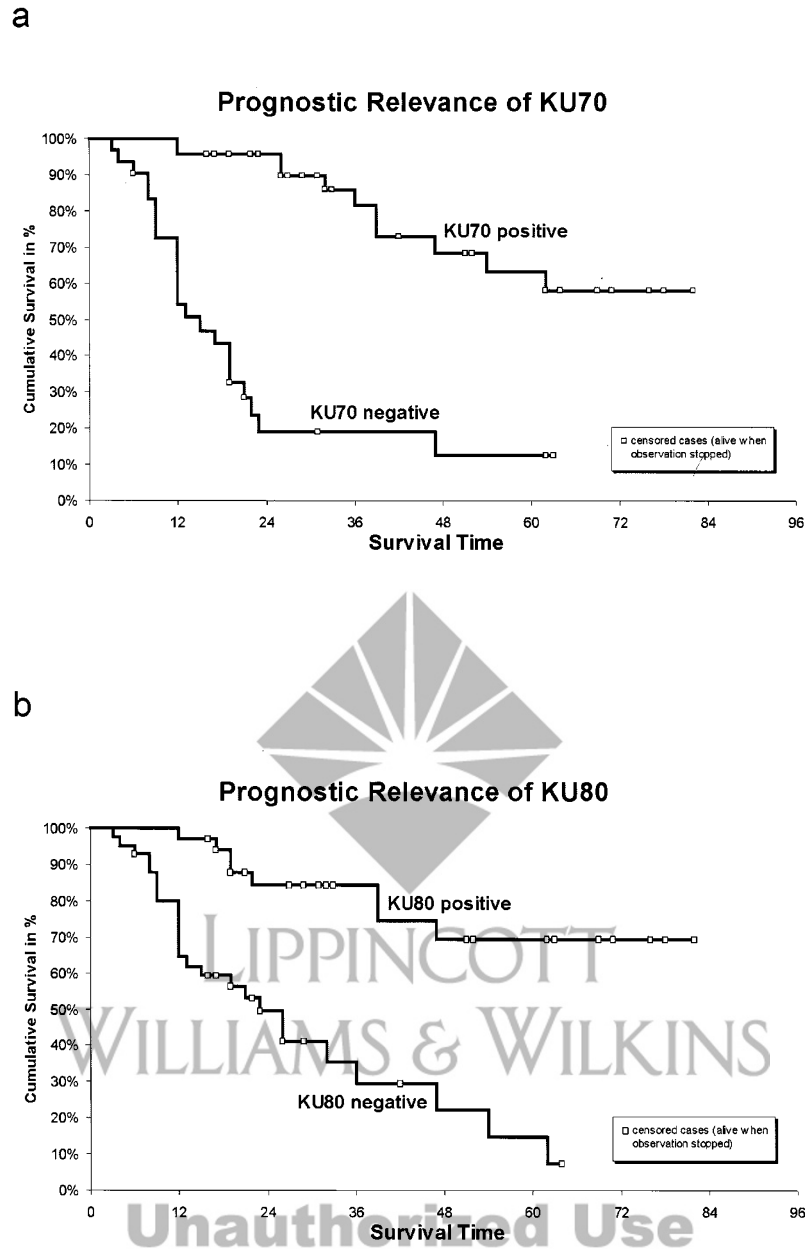 a
Prognostic Relevance of KU70
100%
90%
80%
70%
60%
50%
40%
30%
20%
10%
0%
Cumulative Survival in %
KU70 positive
KU70 negative
censored cases (alive when
observation stopped)
0 12 24 36 48 60 72 84 96
Survival Time
b
Prognostic Relevance of KU80
100%
90%
80%
70%
60%
50%
40%
30%
20%
10%
0%
Cumulative Survival in %
KU80 positive
LIPPINCOTT
WILLIAMS & WILKINS
KU80 negative
censored cases (alive when
observation stopped)
0 12 24 36 48 60 72 84 96
Survival Time
Unauthorized Use